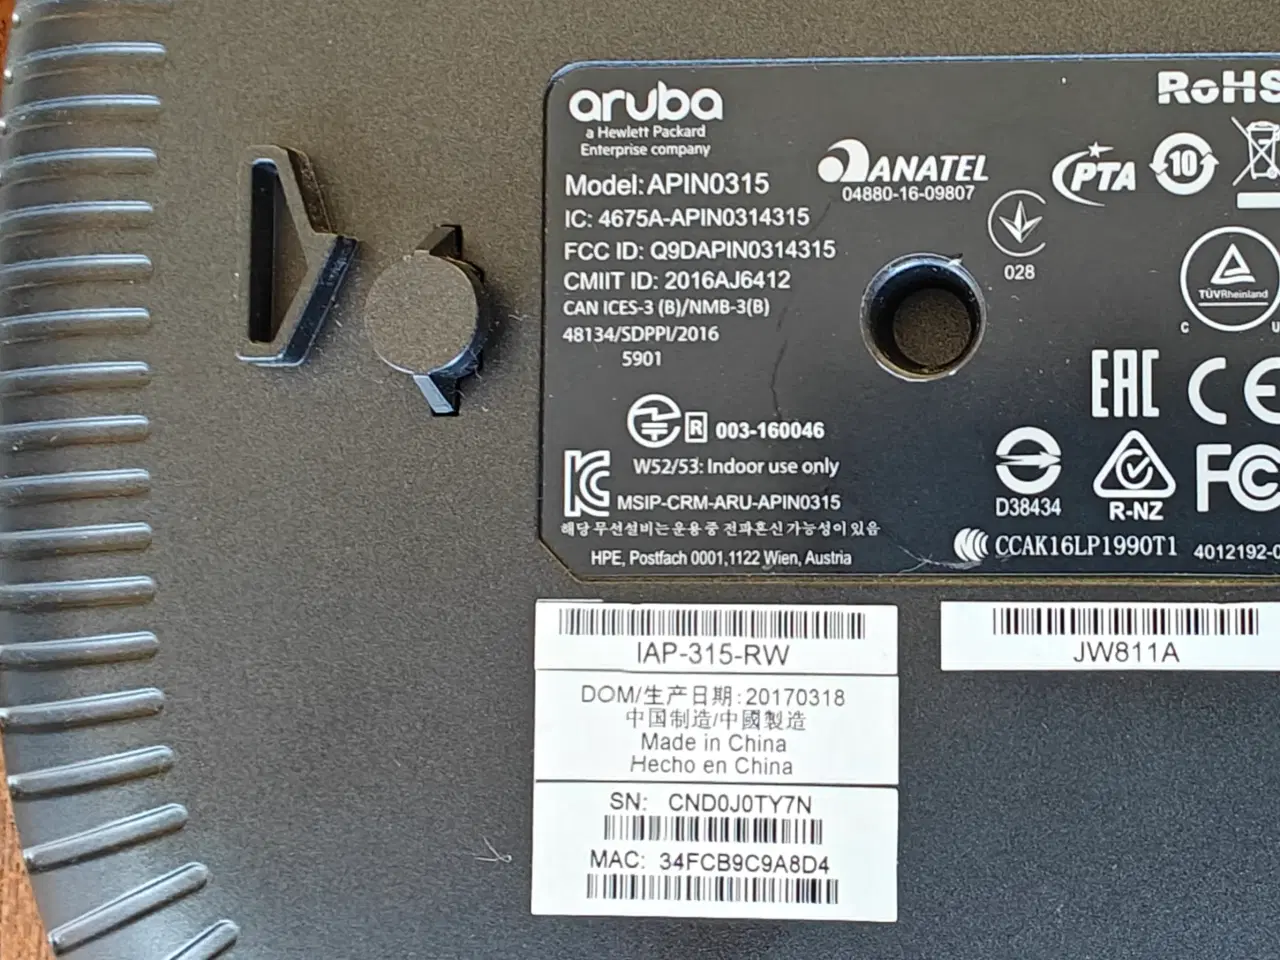 aruba
a Hewlett Packard
Enterprise company
Model: APIN0315
IC: 4675A-APIN0314315
FCC ID: Q9DAPIN0314315
CMIIT ID: 2016AJ6412
CAN ICES-3 (B)/NMB-3(B)
48134/SDPPI/2016
5901
R 003-160046
W52/53: Indoor use only
MSIP-CRM-ARU-APIN0315
해당 무선설비는 운용 중 전파혼신 가능성이 있음
HPE, Postfach 0001,1122 Wien, Austria
RoHS
ANATEL
04880-16-09807
PTA
10
028
TÜVRheinland
C
EAC
CE
D38434
R-NZ
FC
CCAK16LP1990T1
IAP-315-RW
JW811A
DOM/生产日期:20170318
中国制造/中國製造
Made in China
Hecho en China
SN: CND0J0TY7N
MAC: 34FCB9C9A8D4